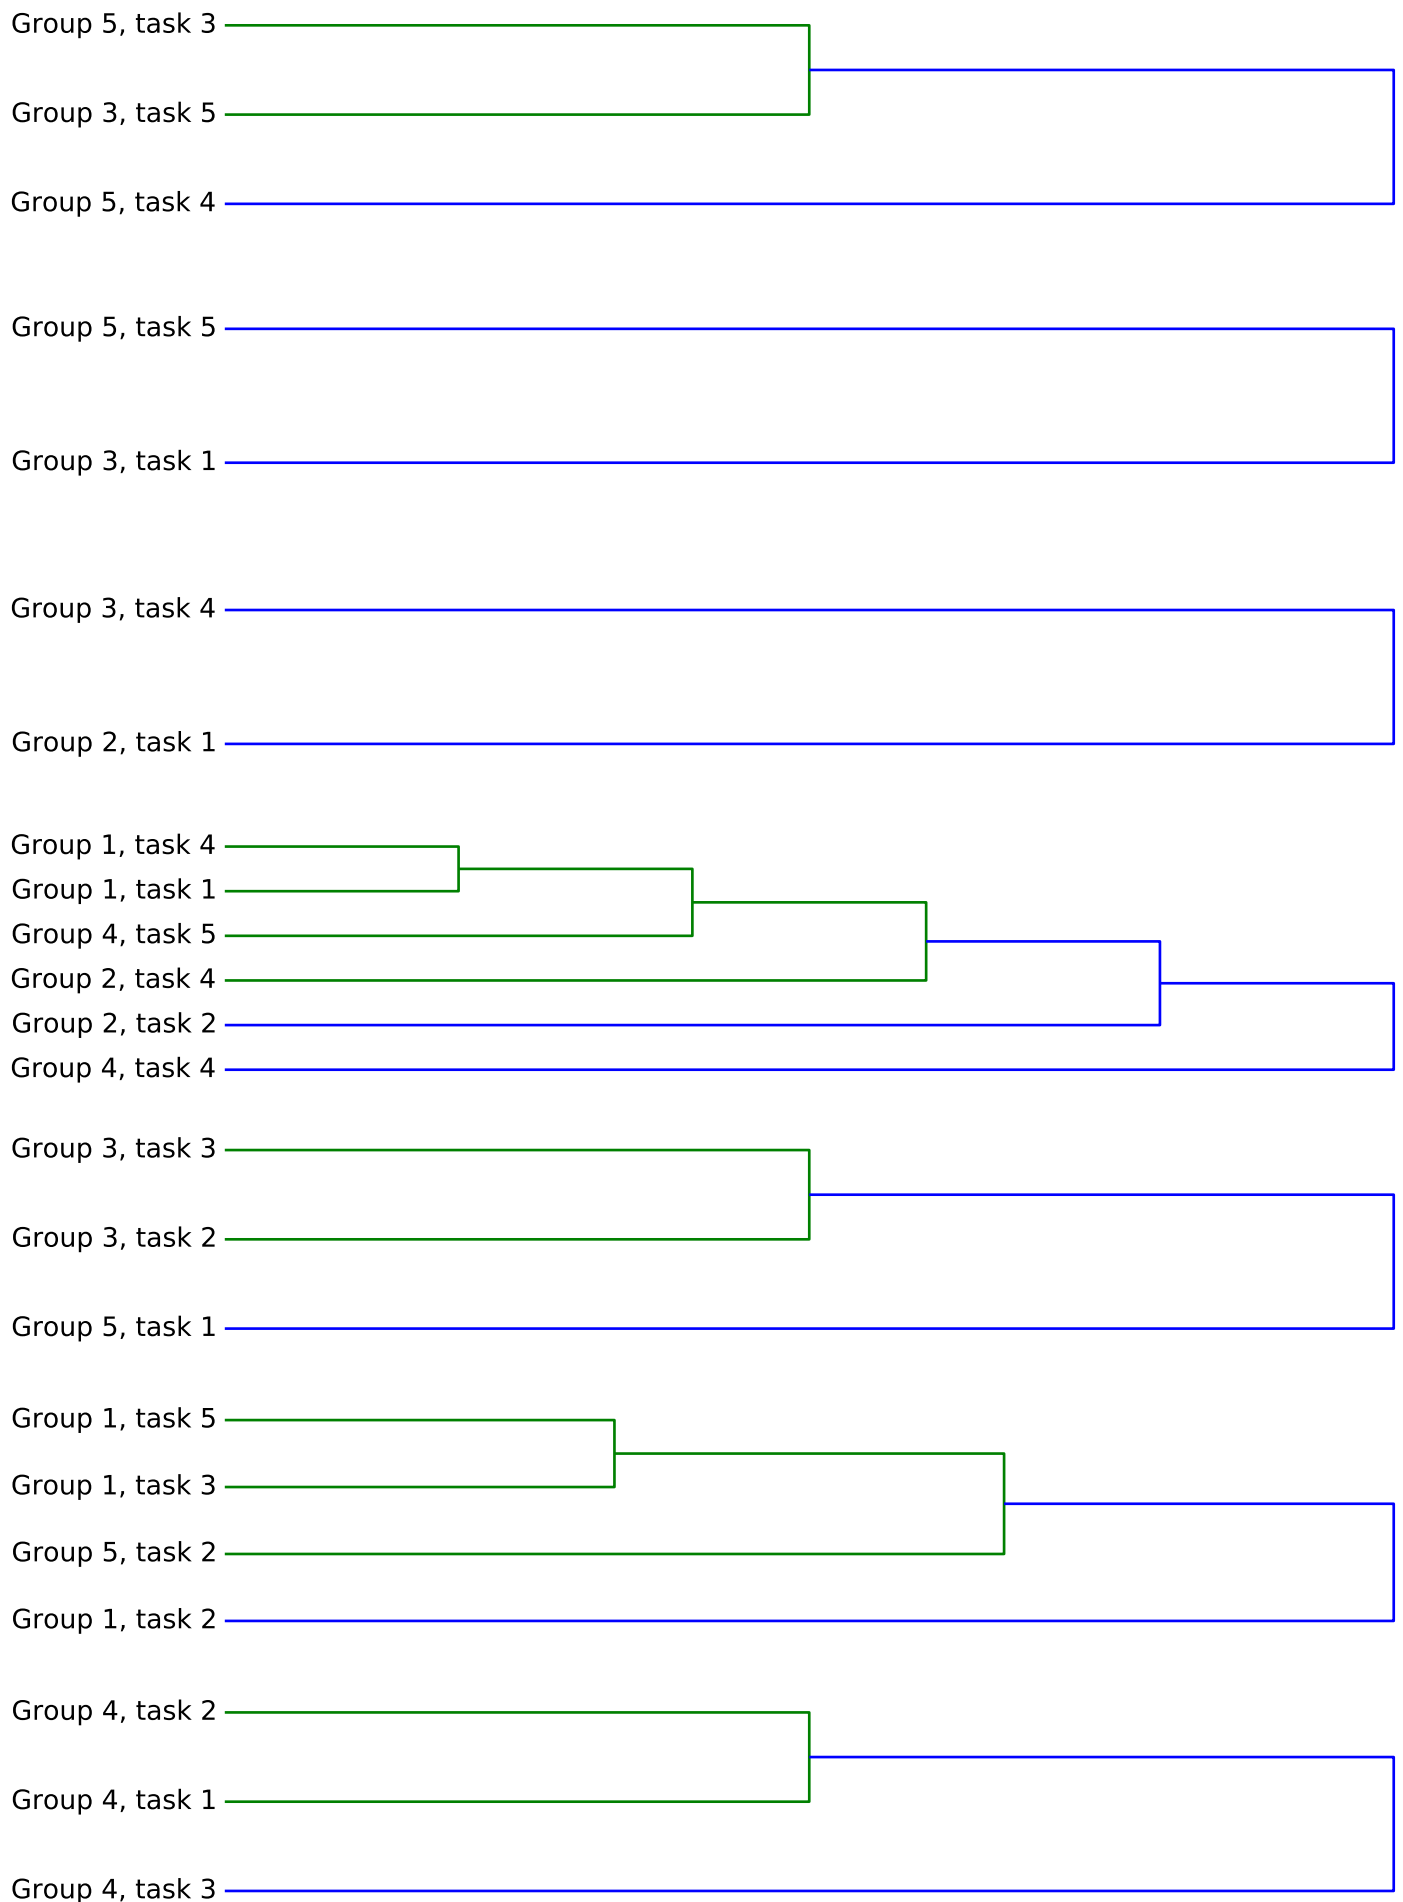 Group 5, task 3
Group 3, task 5
Group 5, task 4
Group 5, task 5
Group 3, task 1
Group 3, task 4
Group 2, task 1
Group 1, task 4
Group 1, task 1
Group 4, task 5
Group 2, task 4
Group 2, task 2
Group 4, task 4
Group 3, task 3
Group 3, task 2
Group 5, task 1
Group 1, task 5
Group 1, task 3
Group 5, task 2
Group 1, task 2
Group 4, task 2
Group 4, task 1
Group 4, task 3